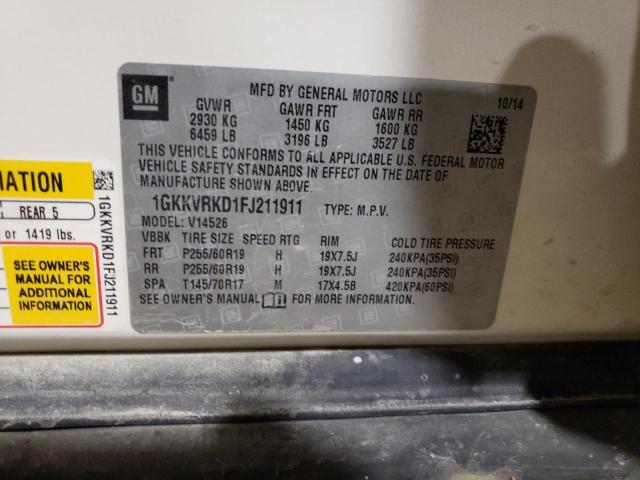 GM
MFD BY GENERAL MOTORS LLC 10/14
GVWR GAWR FRT GAWR RR
2930 KG 1450 KG 1600 KG
6459 LB 3196 LB 3527 LB
THIS VEHICLE CONFORMS TO ALL APPLICABLE U.S. FEDERAL MOTOR
VEHICLE SAFETY STANDARDS IN EFFECT ON THE DATE OF
MANUFACTURE SHOWN ABOVE.
1GKKVRKD1FJ211911 TYPE: M.P.V.
MODEL: V14526
VBBK TIRE SIZE SPEED RTG RIM COLD TIRE PRESSURE
FRT P255/60R19 H 19X7.5J 240KPA(35PSI)
RR P255/60R19 H 19X7.5J 240KPA(35PSI)
SPA T145/70R17 M 17X4.5B 420KPA(60PSI)
SEE OWNER'S MANUAL FOR MORE INFORMATION.
REAR 5
or 1419 lbs.
SEE OWNER'S
MANUAL FOR
ADDITIONAL
INFORMATION
1GKKVRKD1FJ211911